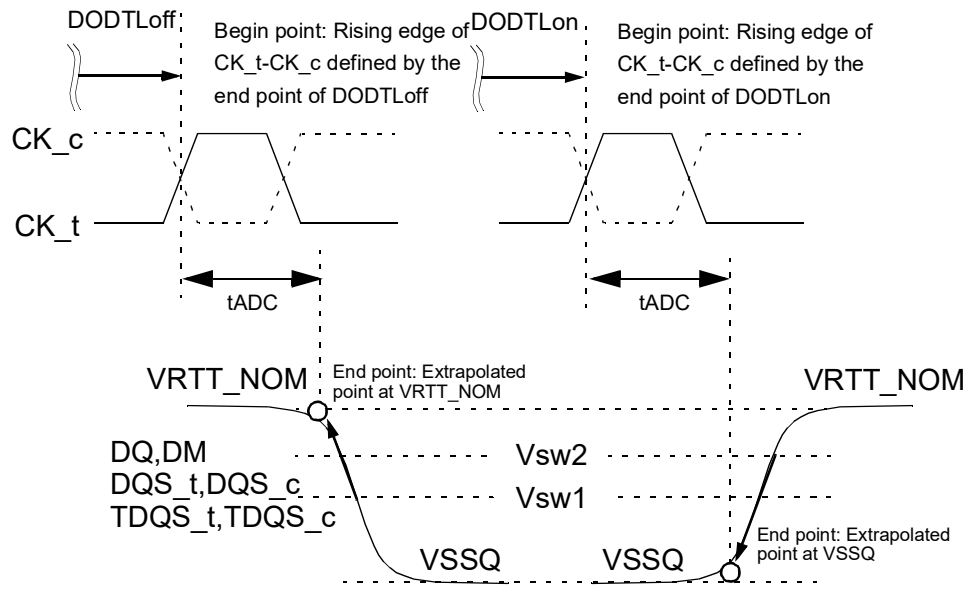 DODTLoff
Begin point: Rising edge of
CK_t-CK_c defined by the
end point of DODTLoff
DODTLon
Begin point: Rising edge of
CK_t-CK_c defined by the
end point of DODTLon
CK_c
CK_t
tADC
tADC
VRTT_NOM
End point: Extrapolated
point at VRTT_NOM
VRTT_NOM
DQ,DM
DQS_t,DQS_c
TDQS_t,TDQS_c
Vsw2
Vsw1
VSSQ
VSSQ
End point: Extrapolated
point at VSSQ